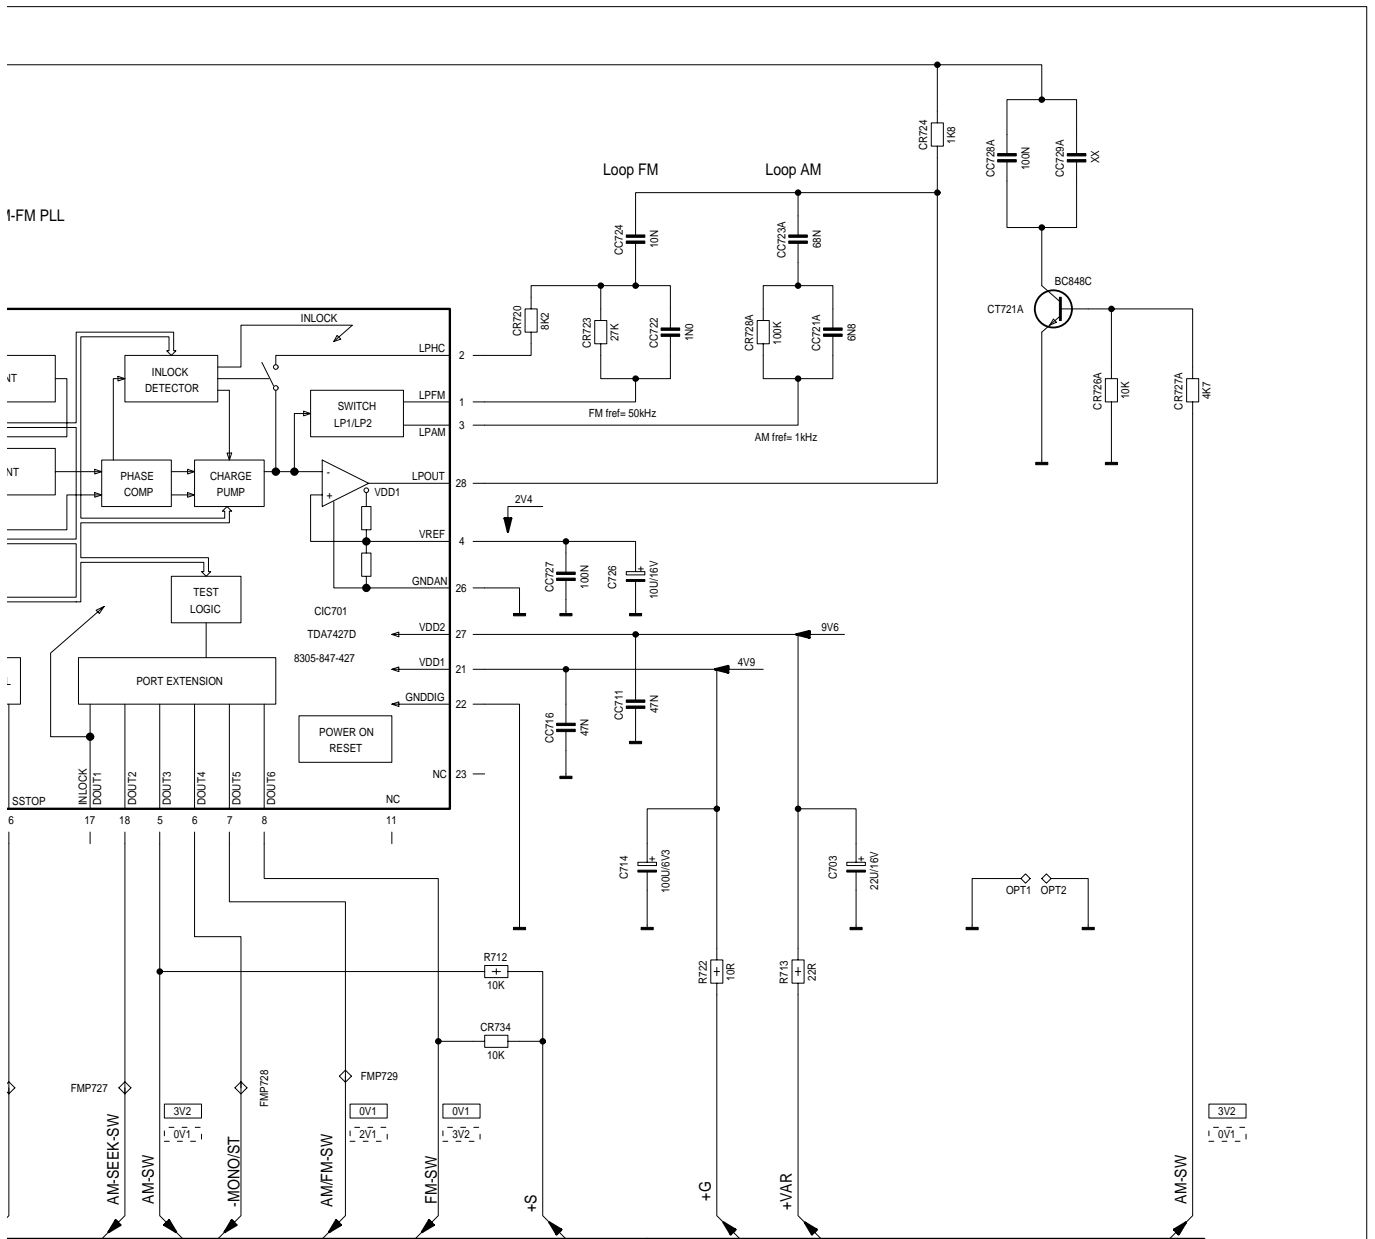 CR724
1K8
CC728A
100N
CC729A
XX
Loop FM
Loop AM
M-FM PLL
CC724
10N
CC723A
68N
BC848C
CT721A
INLOCK
CR720
8K2
CR723
27K
CC722
1N0
CR728A
100K
CC721A
6N8
LPHC
2
NT
INLOCK
DETECTOR
CR726A
10K
CR727A
4K7
SWITCH
LP1/LP2
LPFM
1
LPAM
3
FM fref= 50kHz
AM fref= 1kHz
NT
PHASE
COMP
CHARGE
PUMP
-
+
VDD1
LPOUT
28
2V4
VREF
4
CC727
100N
C726
+
10U/16V
GNDAN
26
TEST
LOGIC
CIC701
TDA7427D
8305-847-427
VDD2
27
9V6
VDD1
21
4V9
L
PORT EXTENSION
GNDDIG
22
CC716
47N
CC711
47N
POWER ON
RESET
NC
23
SSTOP
INLOCK
DOUT1
DOUT2
DOUT3
DOUT4
DOUT5
DOUT6
NC
6
17
18
5
6
7
8
11
C714
+
100U/6V3
C703
+
22U/16V
OPT1
OPT2
R712
+
10K
R722
+
10R
R713
+
22R
CR734
10K
FMP727
FMP728
FMP729
3V2
0V1
0V1
2V1
0V1
3V2
3V2
0V1
AM-SEEK-SW
AM-SW
-MONO/ST
AM/FM-SW
FM-SW
+S
+G
+VAR
AM-SW